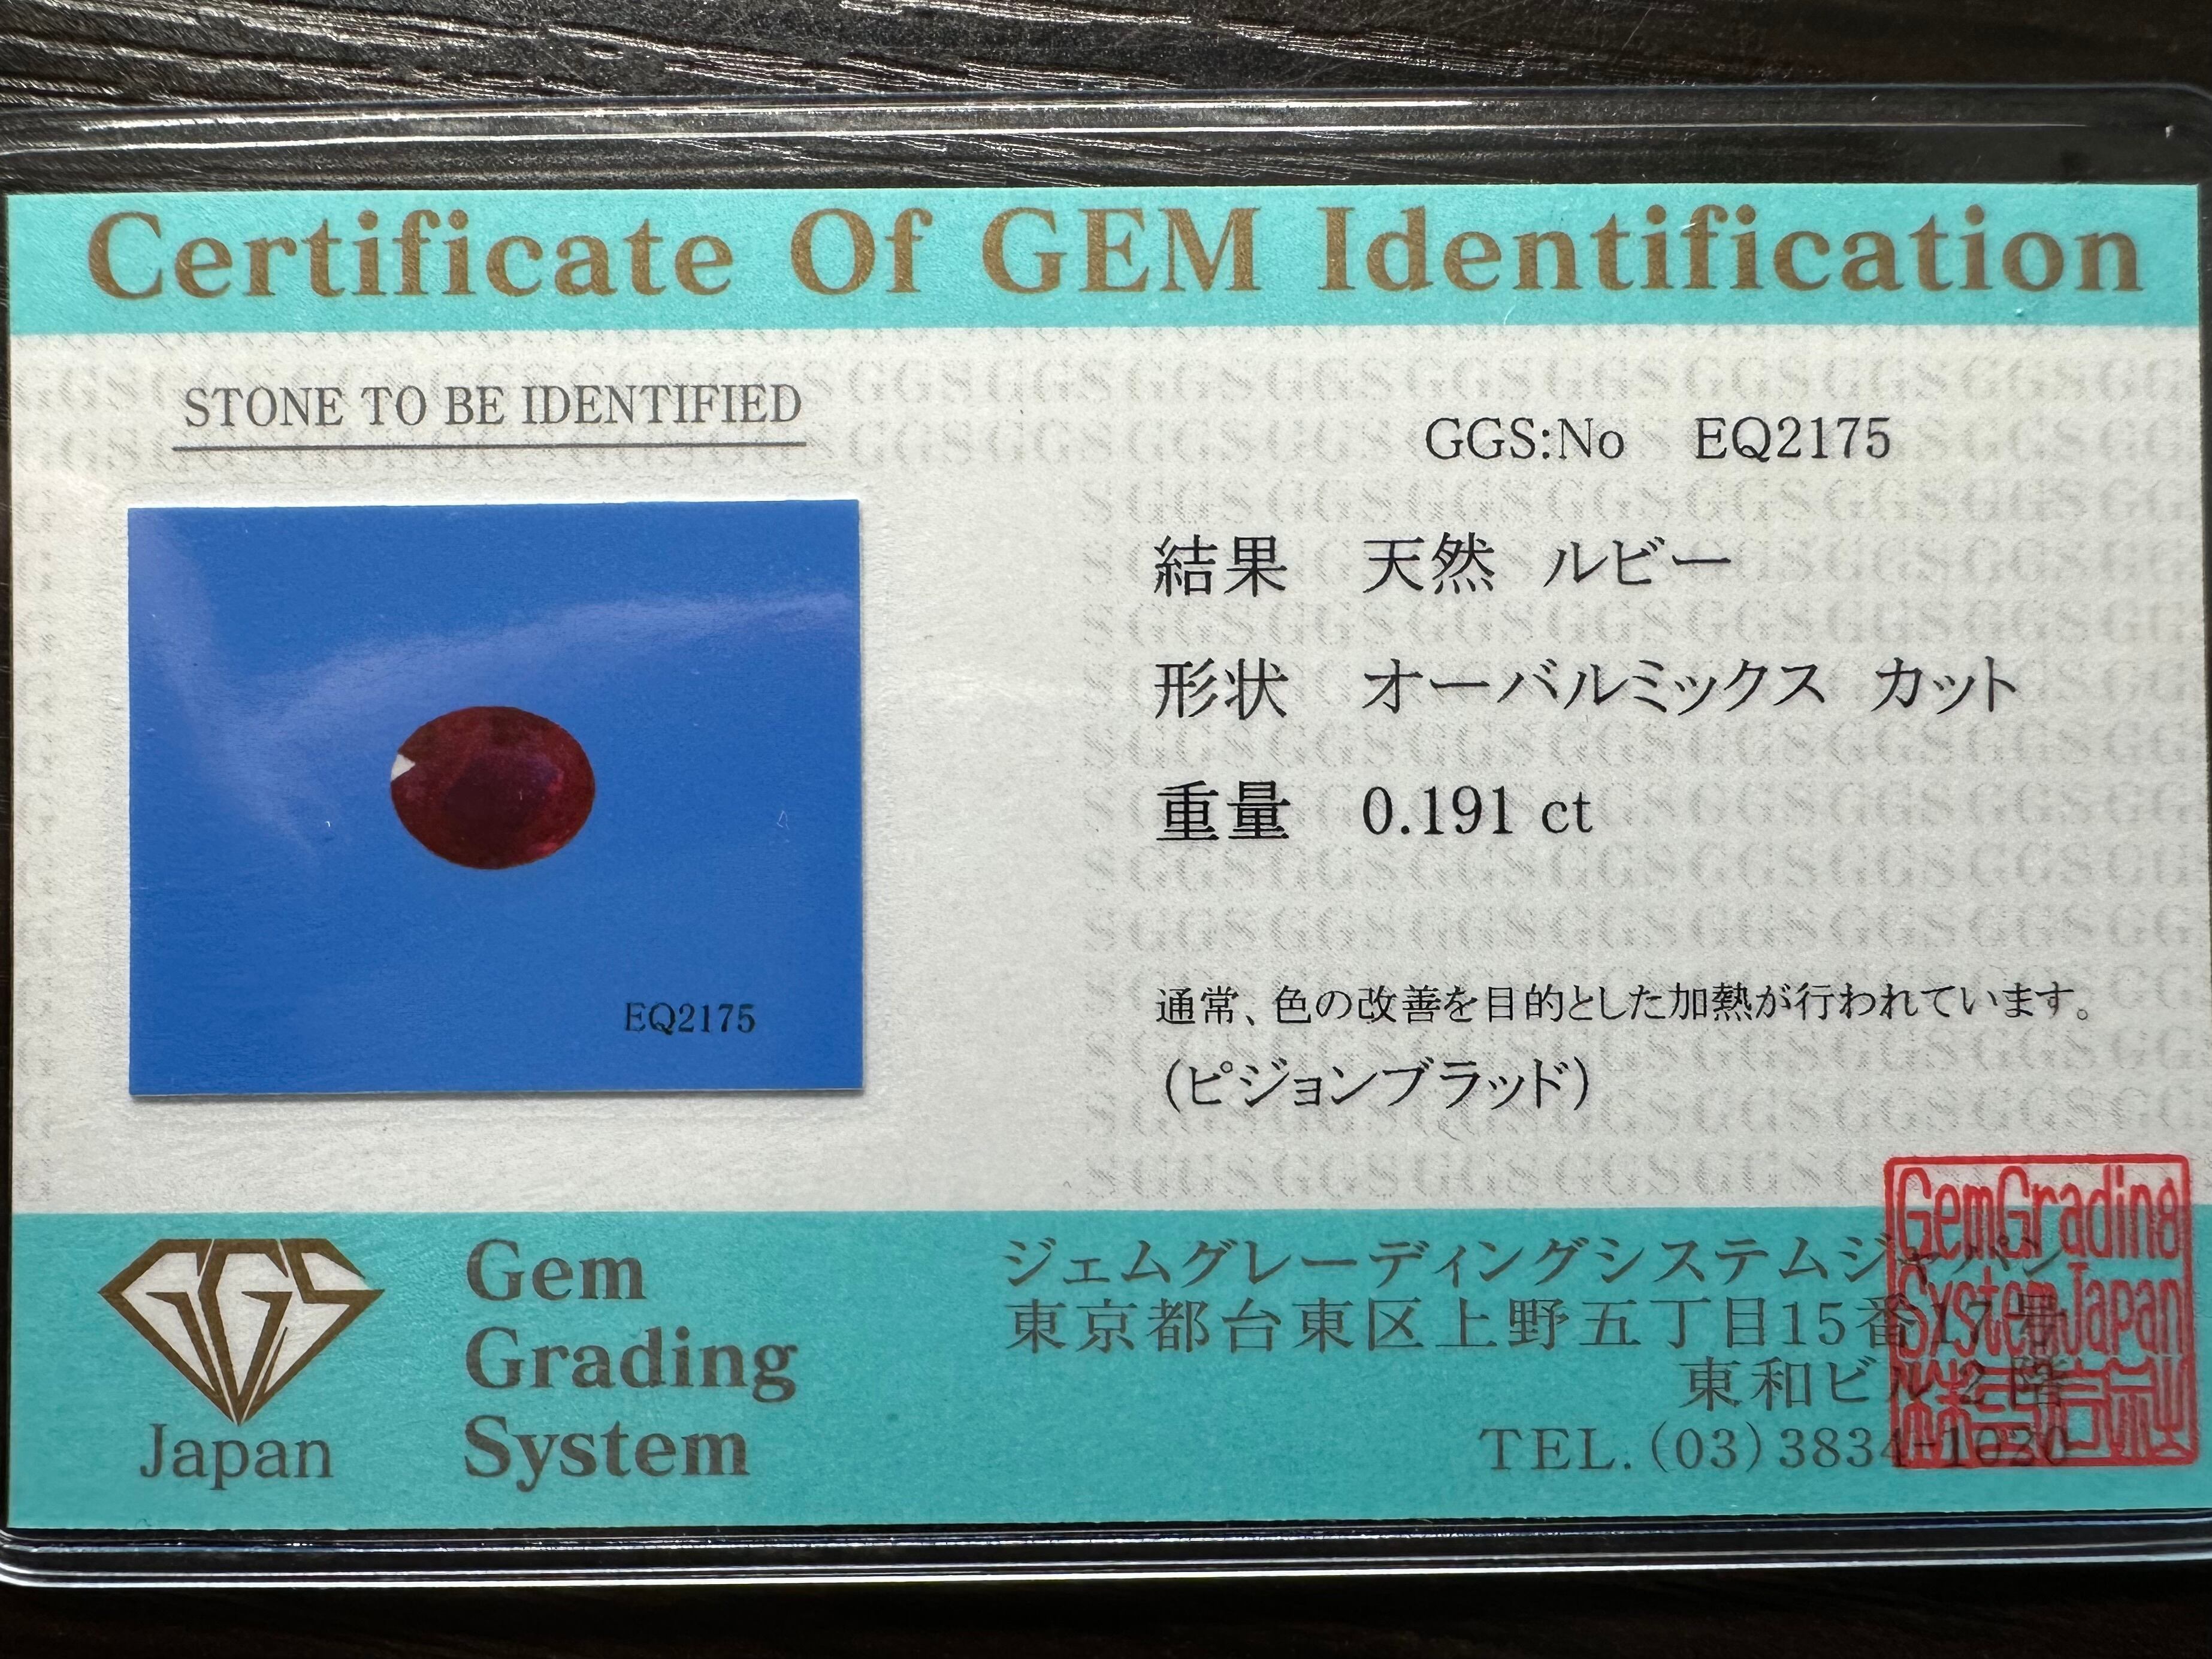 Certificate Of GEM Identification
STONE TO BE IDENTIFIED
EQ2175
GGS:No EQ2175
結果 天然 ルビー
形状 オーバルミックス カット
重量 0.191 ct
通常、色の改善を目的とした加熱が行われています。
(ピジョンブラッド)
GGS
Japan
Gem
Grading
System
ジェムグレーディングシステムジャパン
東京都台東区上野五丁目15番17号
東和ビル2階
TEL.(03)3834-1020
GemGrading
SystemJapan
株式会社